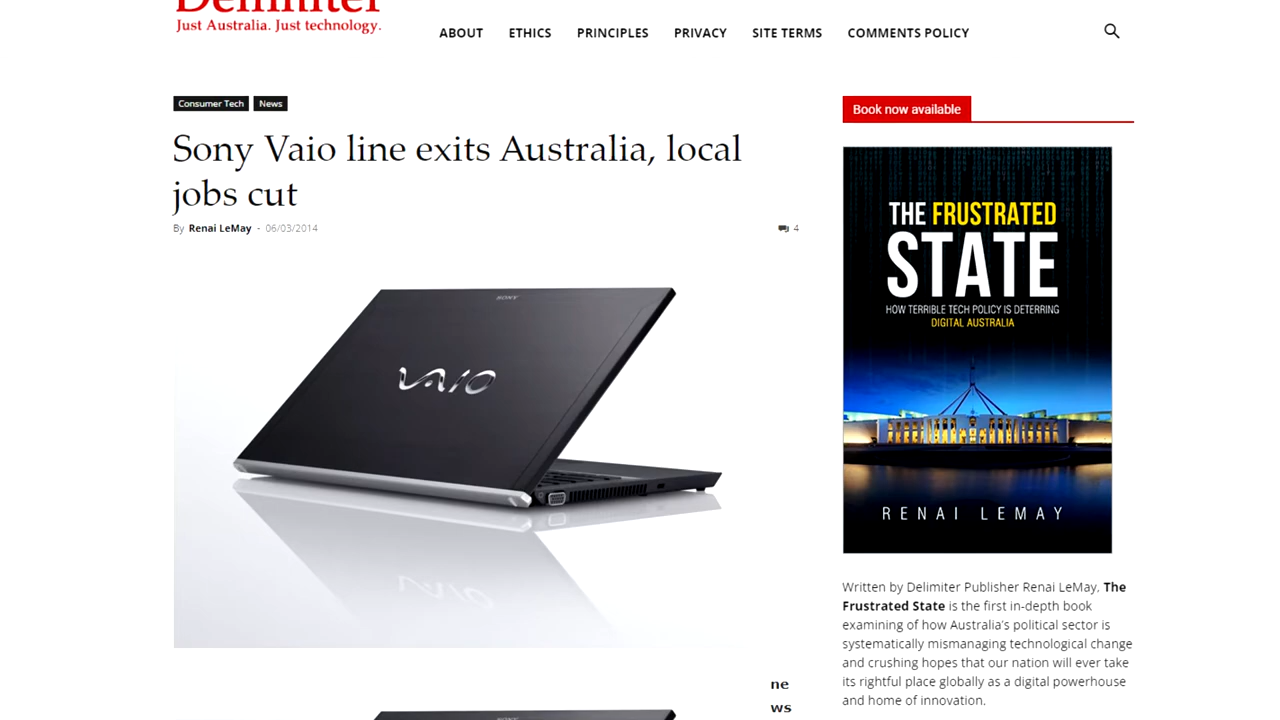 Delimiter
Just Australia. Just technology.
ABOUT ETHICS PRINCIPLES PRIVACY SITE TERMS COMMENTS POLICY
Consumer Tech News
Sony Vaio line exits Australia, local
jobs cut
By Renai LeMay - 06/03/2014
4
SONY
VAIO
ne
ws
SONY
Book now available
THE FRUSTRATED
STATE
HOW TERRIBLE TECH POLICY IS DETERRING
DIGITAL AUSTRALIA
RENAI LEMAY
Written by Delimiter Publisher Renai LeMay, The
Frustrated State is the first in-depth book
examining of how Australia's political sector is
systematically mismanaging technological change
and crushing hopes that our nation will ever take
its rightful place globally as a digital powerhouse
and home of innovation.